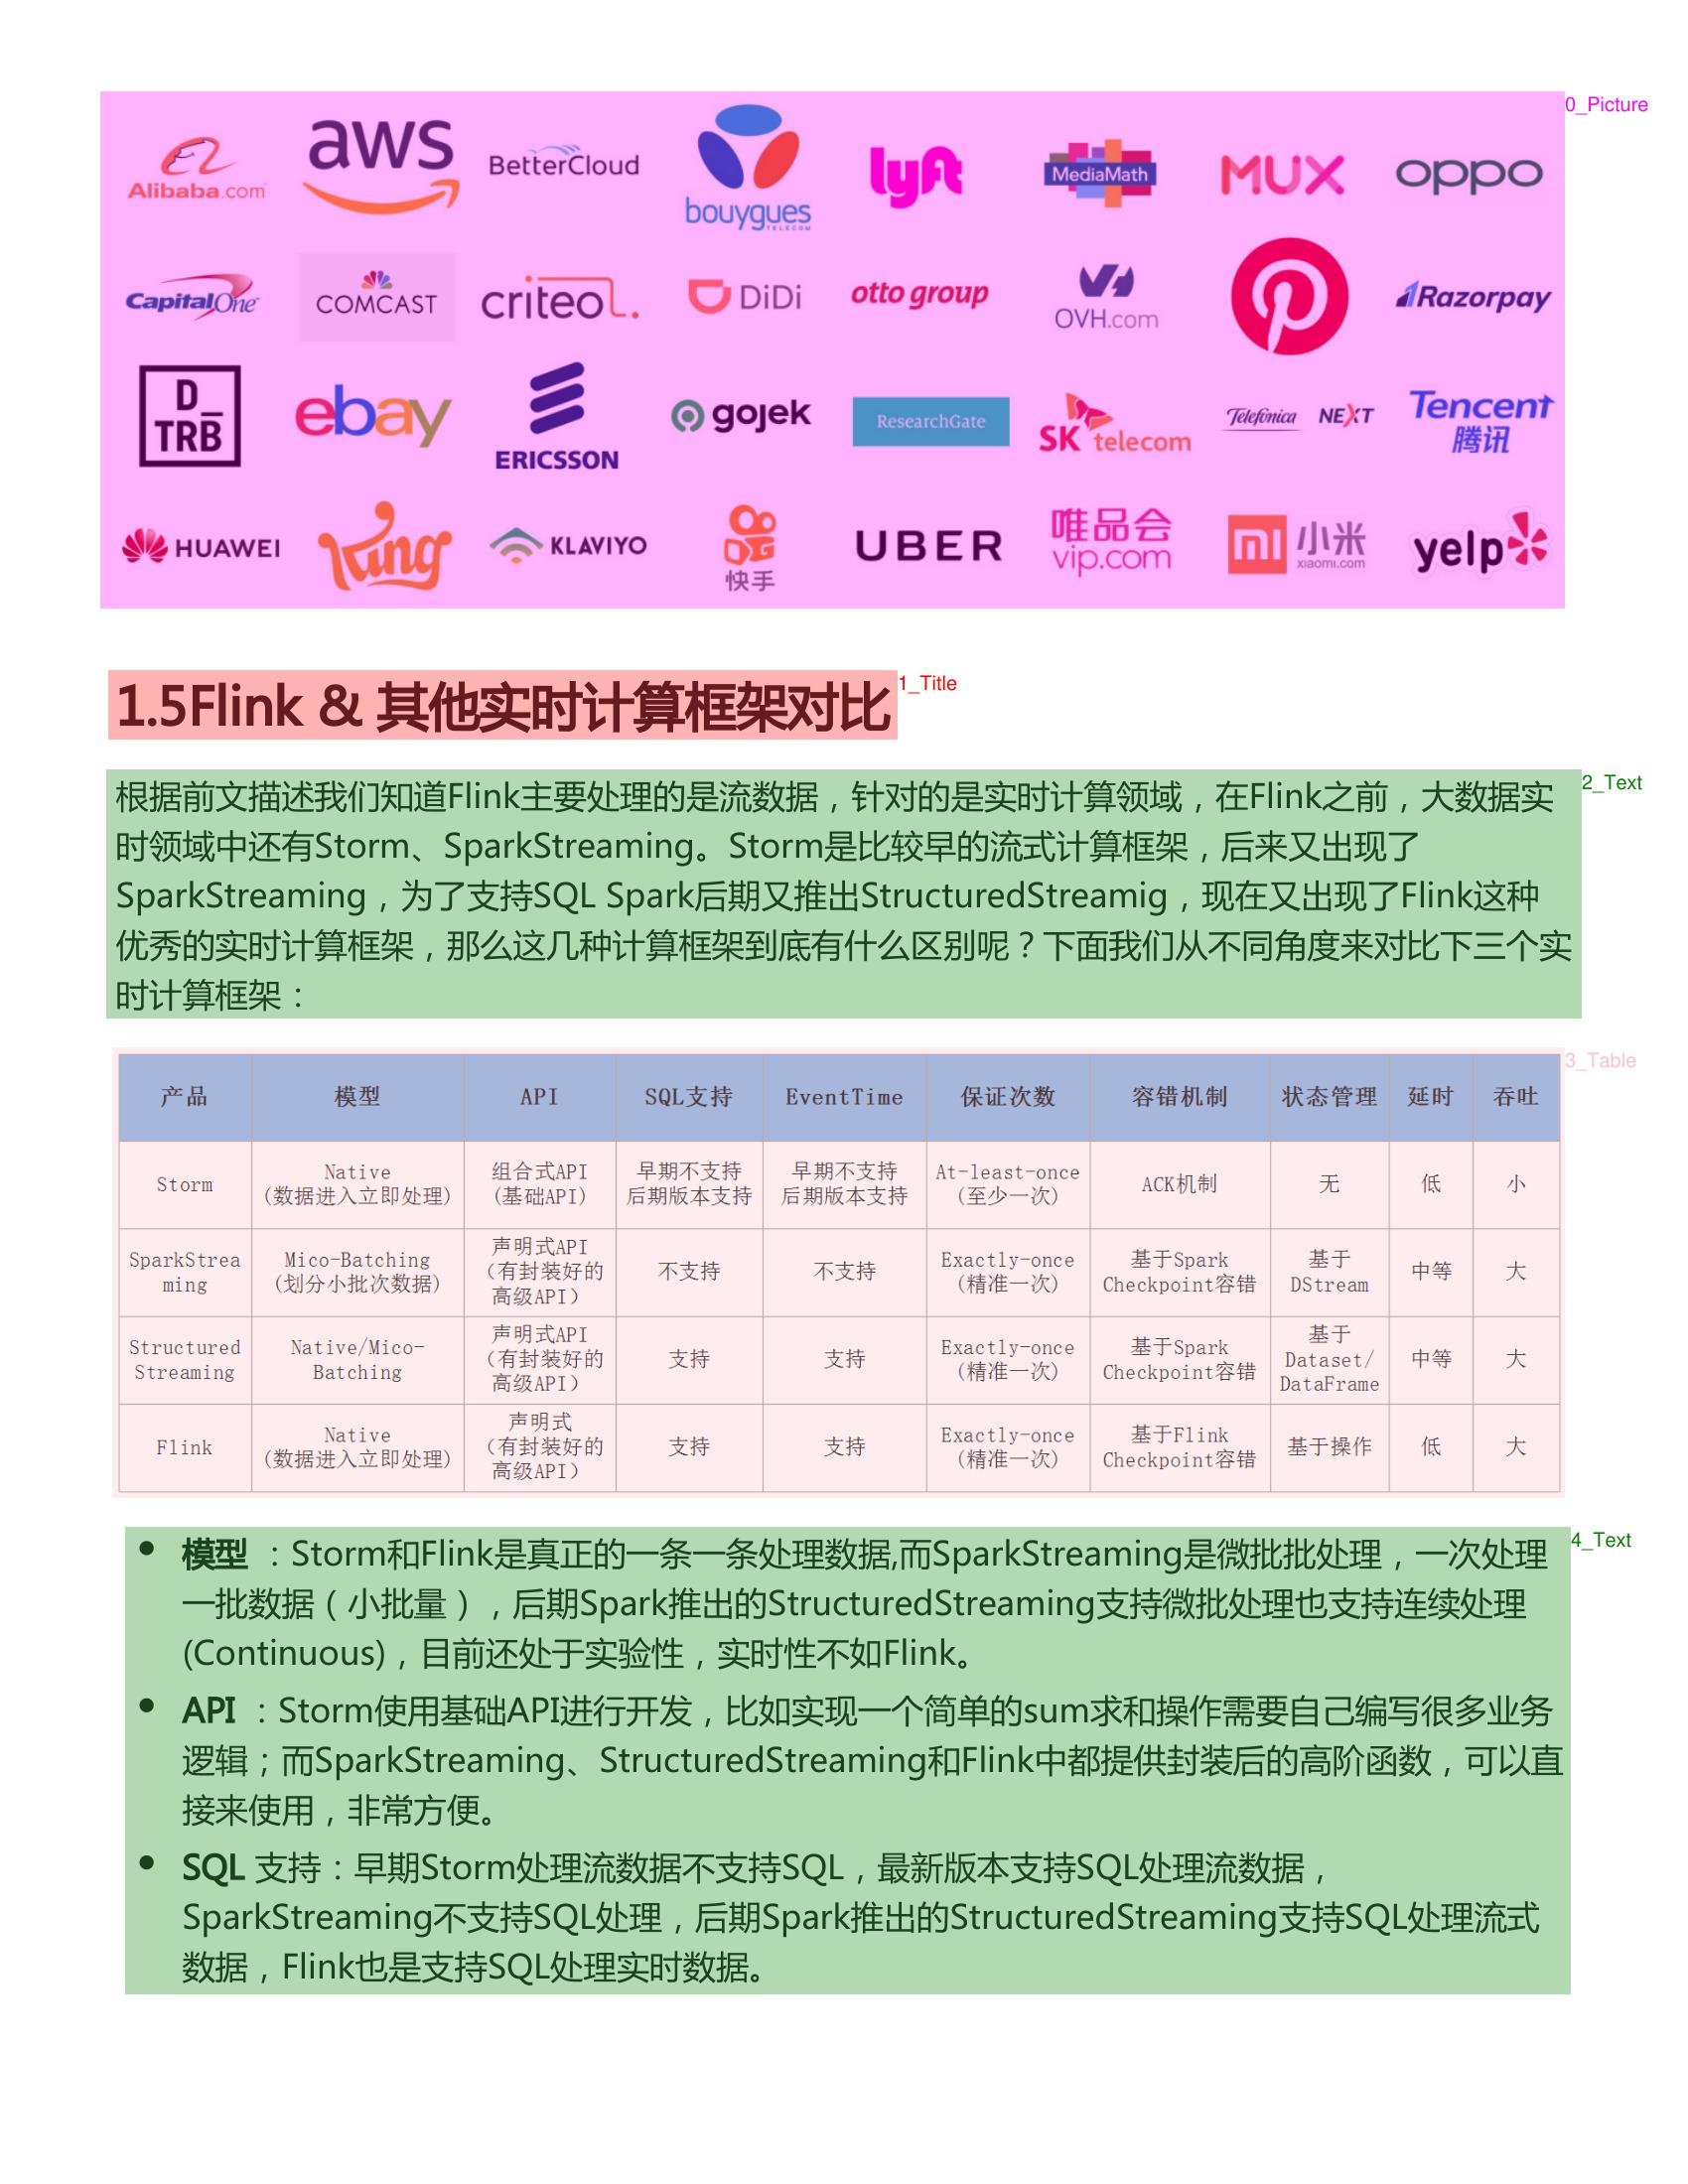 0_Picture
Alibaba.com aws BetterCloud bouygues TELECOM lyft MediaMath MUX oppo
Capital One COMCAST criteo. DiDi otto group OVH.com Razorpay
D_TRB ebay ERICSSON gojek ResearchGate SK telecom Telefónica NEXT Tencent 腾讯
HUAWEI King KLAVIYO 快手 UBER 唯品会 vip.com 小米 xiaomi.com yelp
1.5Flink & 其他实时计算框架对比
1_Title
根据前文描述我们知道Flink主要处理的是流数据，针对的是实时计算领域，在Flink之前，大数据实
2_Text
时领域中还有Storm、SparkStreaming。Storm是比较早的流式计算框架，后来又出现了
SparkStreaming，为了支持SQL Spark后期又推出StructuredStreamig，现在又出现了Flink这种
优秀的实时计算框架，那么这几种计算框架到底有什么区别呢？下面我们从不同角度来对比下三个实
时计算框架：
3_Table
产品 模型 API SQL支持 EventTime 保证次数 容错机制 状态管理 延时 吞吐
Storm Native (数据进入立即处理) 组合式API (基础API) 早期不支持 后期版本支持 早期不支持 后期版本支持 At-least-once (至少一次) ACK机制 无 低 小
SparkStreaming Mico-Batching (划分小批次数据) 声明式API （有封装好的高级API） 不支持 不支持 Exactly-once (精准一次) 基于Spark Checkpoint容错 基于DStream 中等 大
Structured Streaming Native/Mico-Batching 声明式API （有封装好的高级API） 支持 支持 Exactly-once (精准一次) 基于Spark Checkpoint容错 基于Dataset/DataFrame 中等 大
Flink Native (数据进入立即处理) 声明式 （有封装好的高级API） 支持 支持 Exactly-once (精准一次) 基于Flink Checkpoint容错 基于操作 低 大
4_Text
• 模型 ：Storm和Flink是真正的一条一条处理数据,而SparkStreaming是微批批处理，一次处理
一批数据（小批量），后期Spark推出的StructuredStreaming支持微批处理也支持连续处理
(Continuous)，目前还处于实验性，实时性不如Flink。
• API ：Storm使用基础API进行开发，比如实现一个简单的sum求和操作需要自己编写很多业务
逻辑；而SparkStreaming、StructuredStreaming和Flink中都提供封装后的高阶函数，可以直
接来使用，非常方便。
• SQL 支持：早期Storm处理流数据不支持SQL，最新版本支持SQL处理流数据，
SparkStreaming不支持SQL处理，后期Spark推出的StructuredStreaming支持SQL处理流式
数据，Flink也是支持SQL处理实时数据。